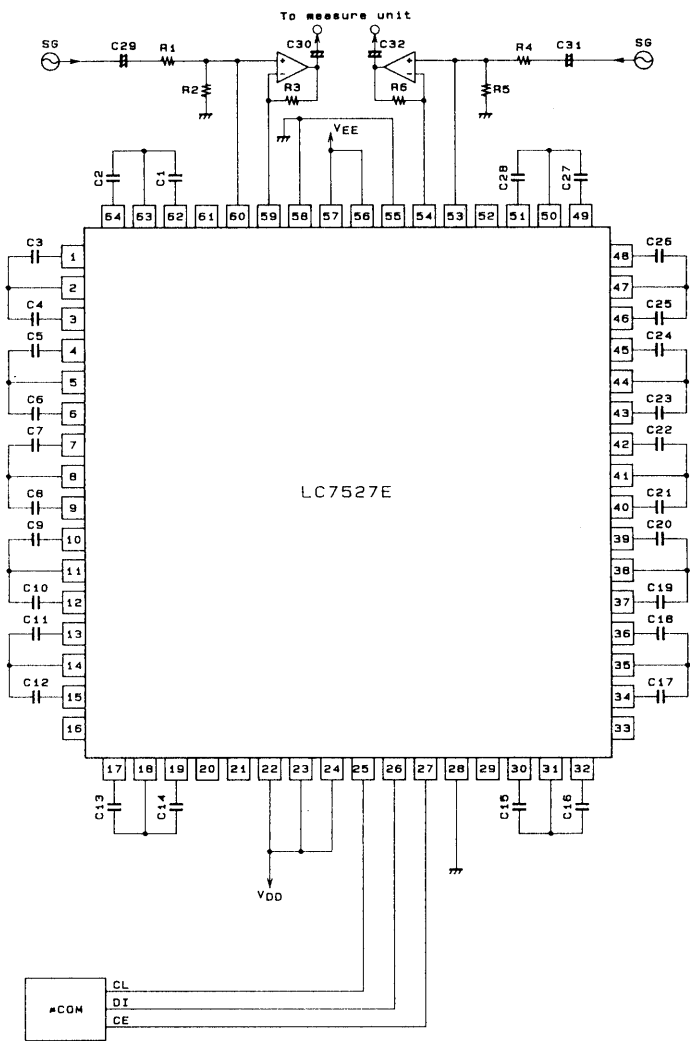 To measure unit
SG C29 R1 C30 C32 R4 C31 SG
+ +
− −
R2 R3 R6 R5
VEE
C2 C1 C28 C27
64 63 62 61 60 59 58 57 56 55 54 53 52 51 50 49
C3 1 48 C26
2 47
C4 3 46 C25
C5 4 45 C24
5 44
C6 6 43 C23
C7 7 42 C22
8 41
C8 9 40 C21
C9 10 39 C20
11 38
C10 12 37 C19
C11 13 36 C18
14 35
C12 15 34 C17
16 33
LC7527E
17 18 19 20 21 22 23 24 25 26 27 28 29 30 31 32
C13 C14 C15 C16
VDD
μCOM
CL
DI
CE